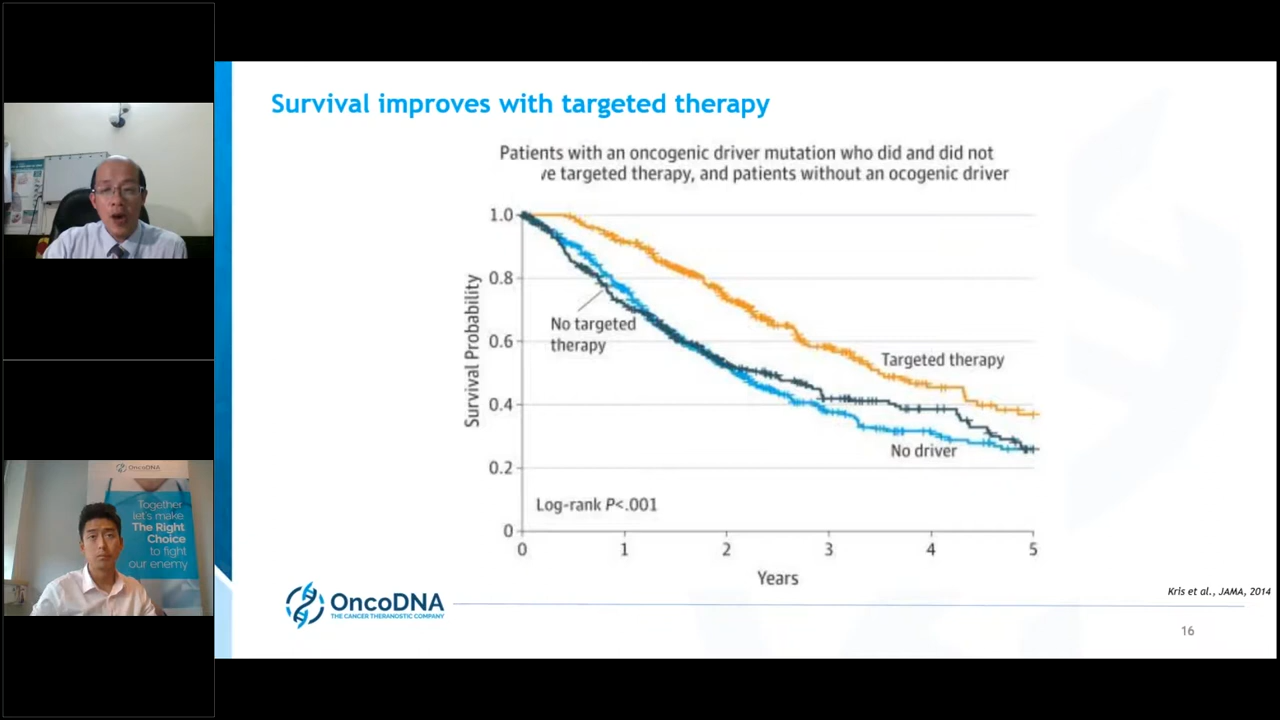 Survival improves with targeted therapy
Patients with an oncogenic driver mutation who did and did not
ve targeted therapy, and patients without an ocogenic driver
1.0
0.8
0.6
0.4
0.2
0
Survival Probability
No targeted
therapy
Targeted therapy
No driver
Log-rank P<.001
0 1 2 3 4 5
Years
Kris et al., JAMA, 2014
OncoDNA
THE CANCER THERANOSTIC COMPANY
16
OncoDNA
Together
let's make
The Right
Choice
to fight
our enemy